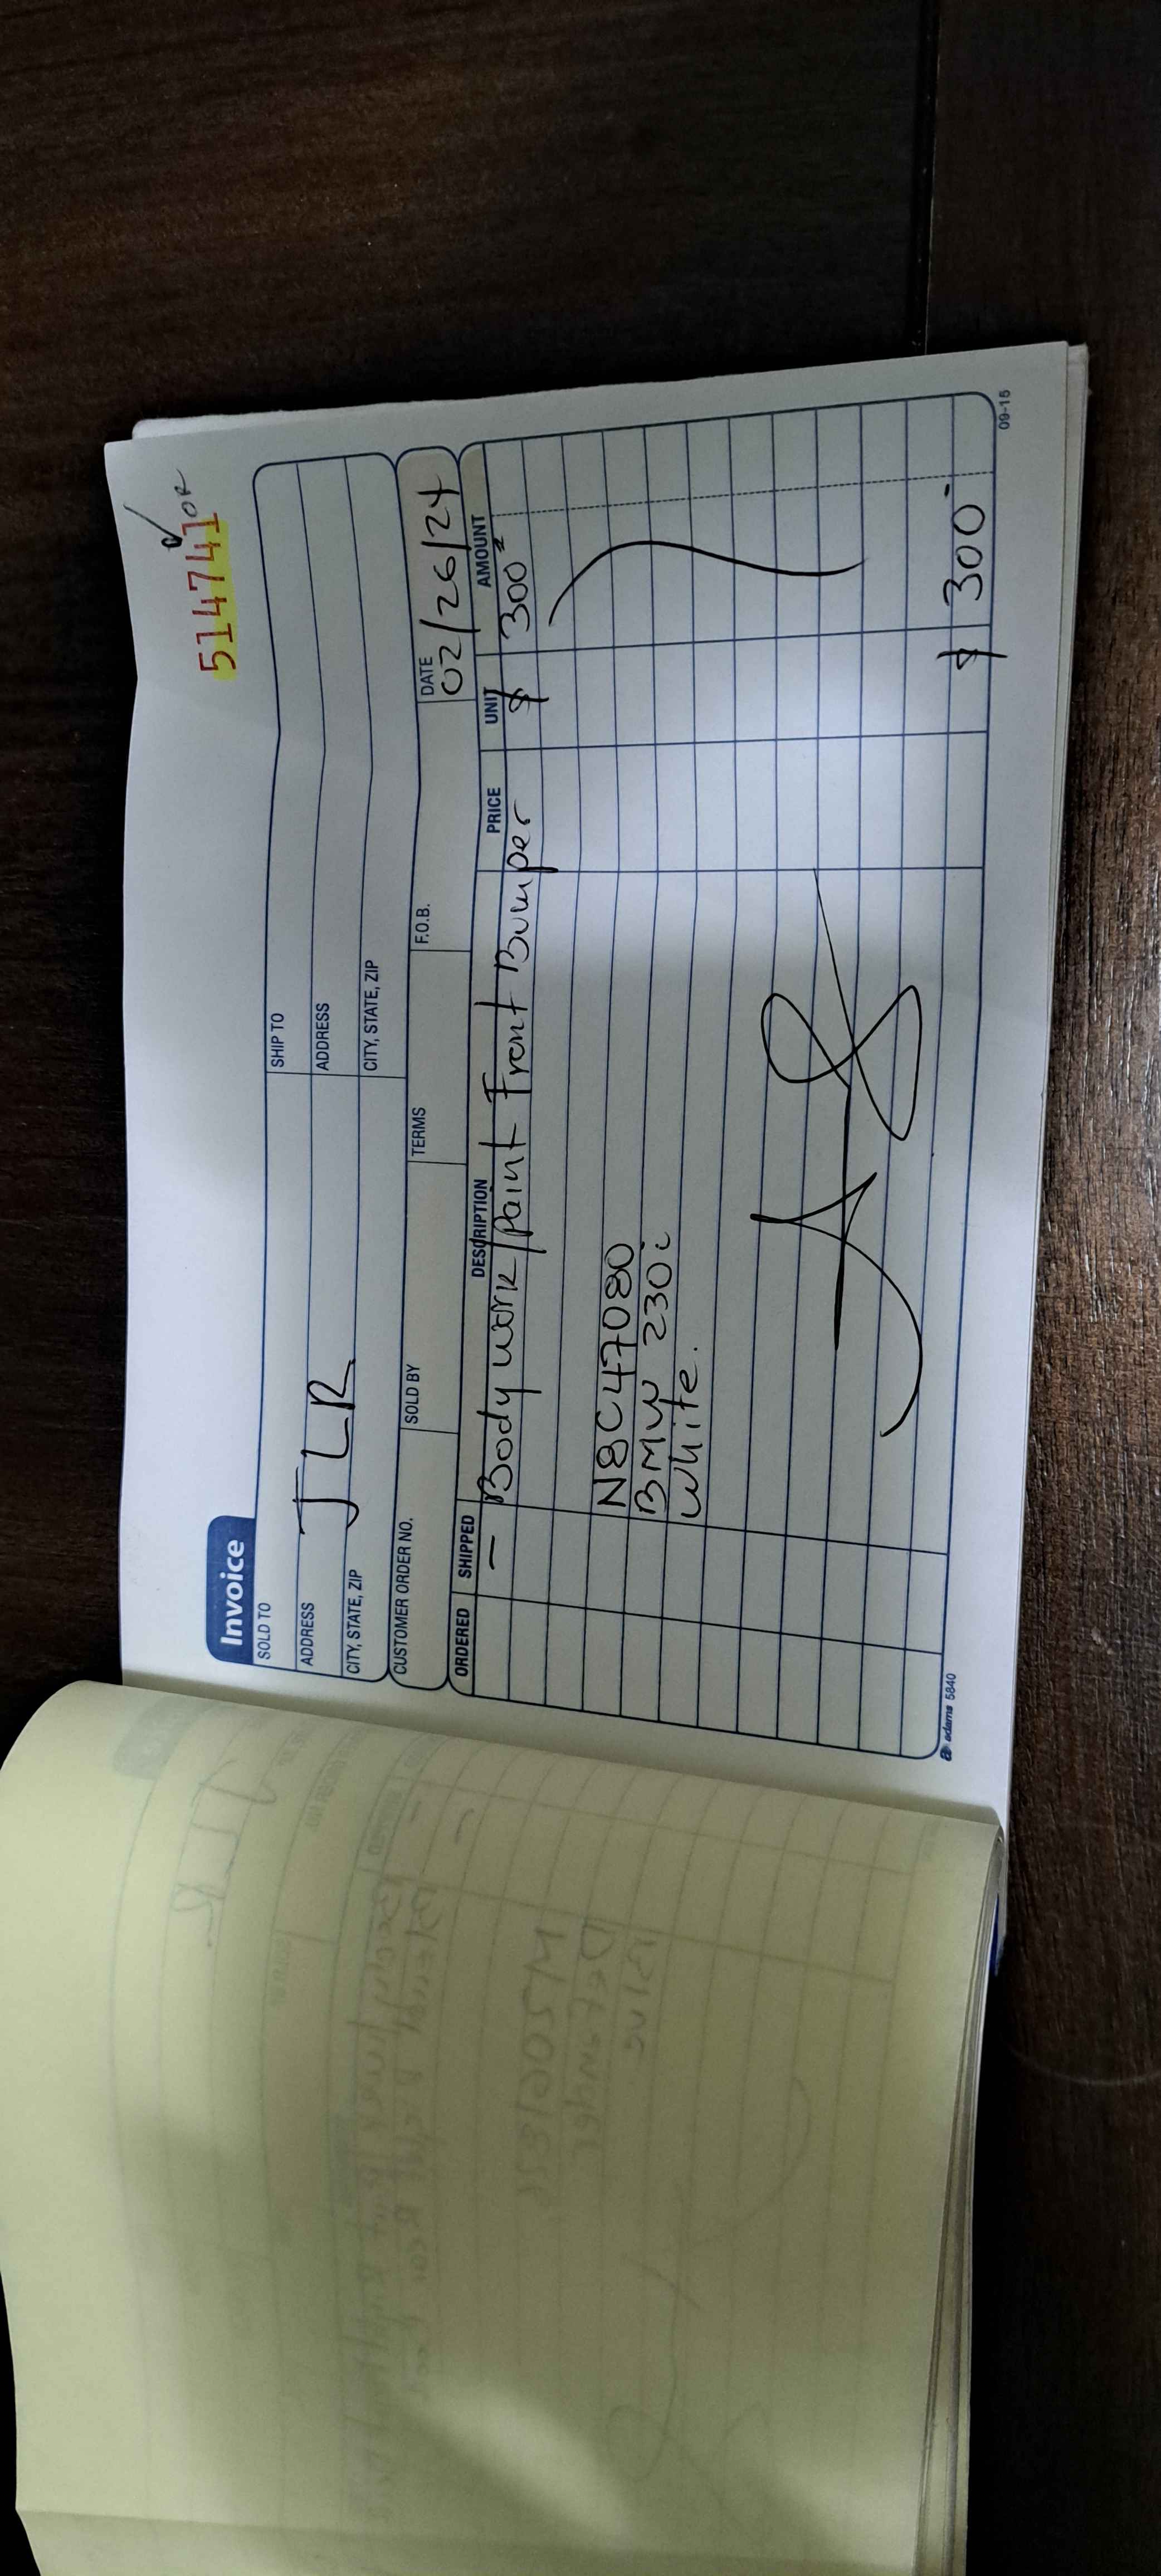 514741 OR
Invoice
SOLD TO
SHIP TO
ADDRESS
ADDRESS
JLR
CITY, STATE, ZIP
CITY, STATE, ZIP
CUSTOMER ORDER NO. SOLD BY TERMS F.O.B. DATE
02/26/24
ORDERED SHIPPED DESCRIPTION PRICE UNIT AMOUNT
— Body work/paint Front Bumper $ 300
N8C47080
BMW 230i
white.
$ 300
adams 5840
09-15